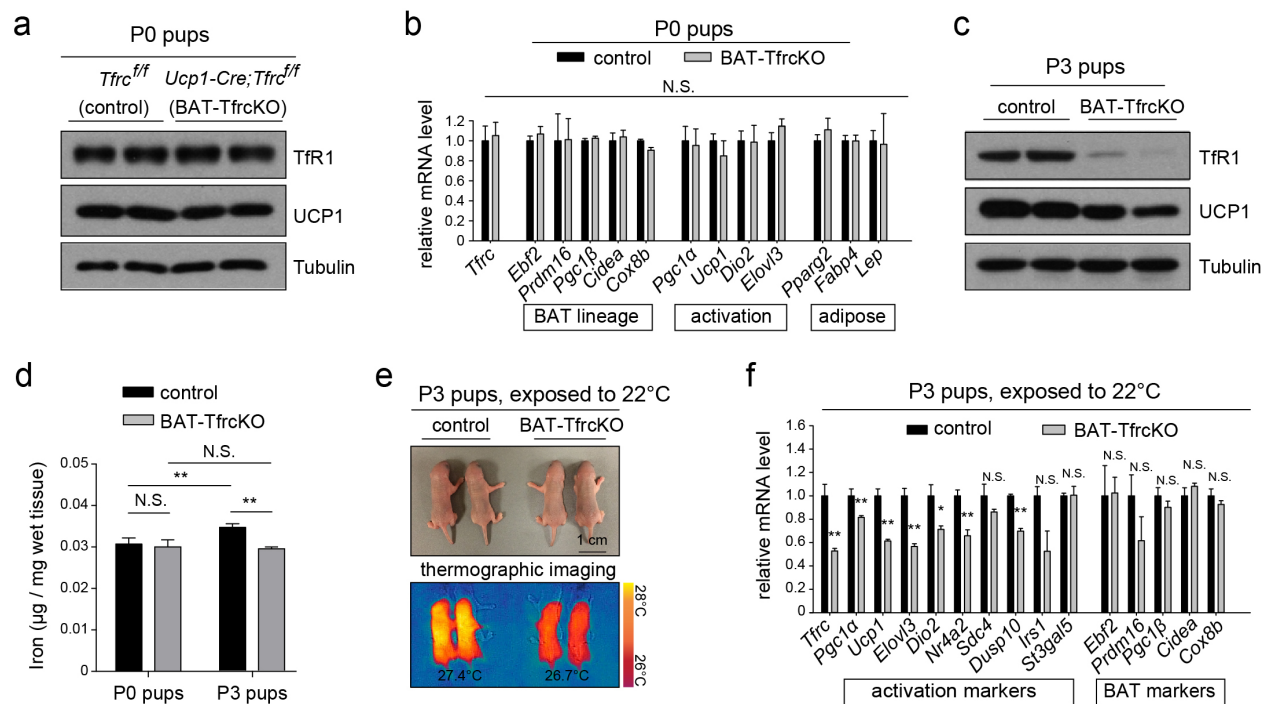 a
P0 pups
Tfrc^f/f Ucp1-Cre;Tfrc^f/f
(control) (BAT-TfrcKO)
TfR1
UCP1
Tubulin
b
P0 pups
control BAT-TfrcKO
N.S.
relative mRNA level
1.2
1.0
0.8
0.6
0.4
0.2
0
Tfrc Ebf2 Prdm16 Pgc1β Cidea Cox8b Pgc1α Ucp1 Dio2 Elovl3 Pparg2 Fabp4 Lep
BAT lineage activation adipose
c
P3 pups
control BAT-TfrcKO
TfR1
UCP1
Tubulin
d
control
BAT-TfrcKO
Iron (µg / mg wet tissue)
0.05
0.04
0.03
0.02
0.01
0
N.S.
**
N.S. **
P0 pups P3 pups
e
P3 pups, exposed to 22°C
control BAT-TfrcKO
1 cm
thermographic imaging
28°C
26°C
27.4°C 26.7°C
f
P3 pups, exposed to 22°C
control BAT-TfrcKO
relative mRNA level
1.6
1.4
1.2
1.0
0.8
0.6
0.4
0.2
0
** ** ** ** * ** N.S. ** N.S. N.S. N.S. N.S. N.S. N.S. N.S.
Tfrc Pgc1α Ucp1 Elovl3 Dio2 Nr4a2 Sdc4 Dusp10 Irs1 St3gal5 Ebf2 Prdm16 Pgc1β Cidea Cox8b
activation markers BAT markers